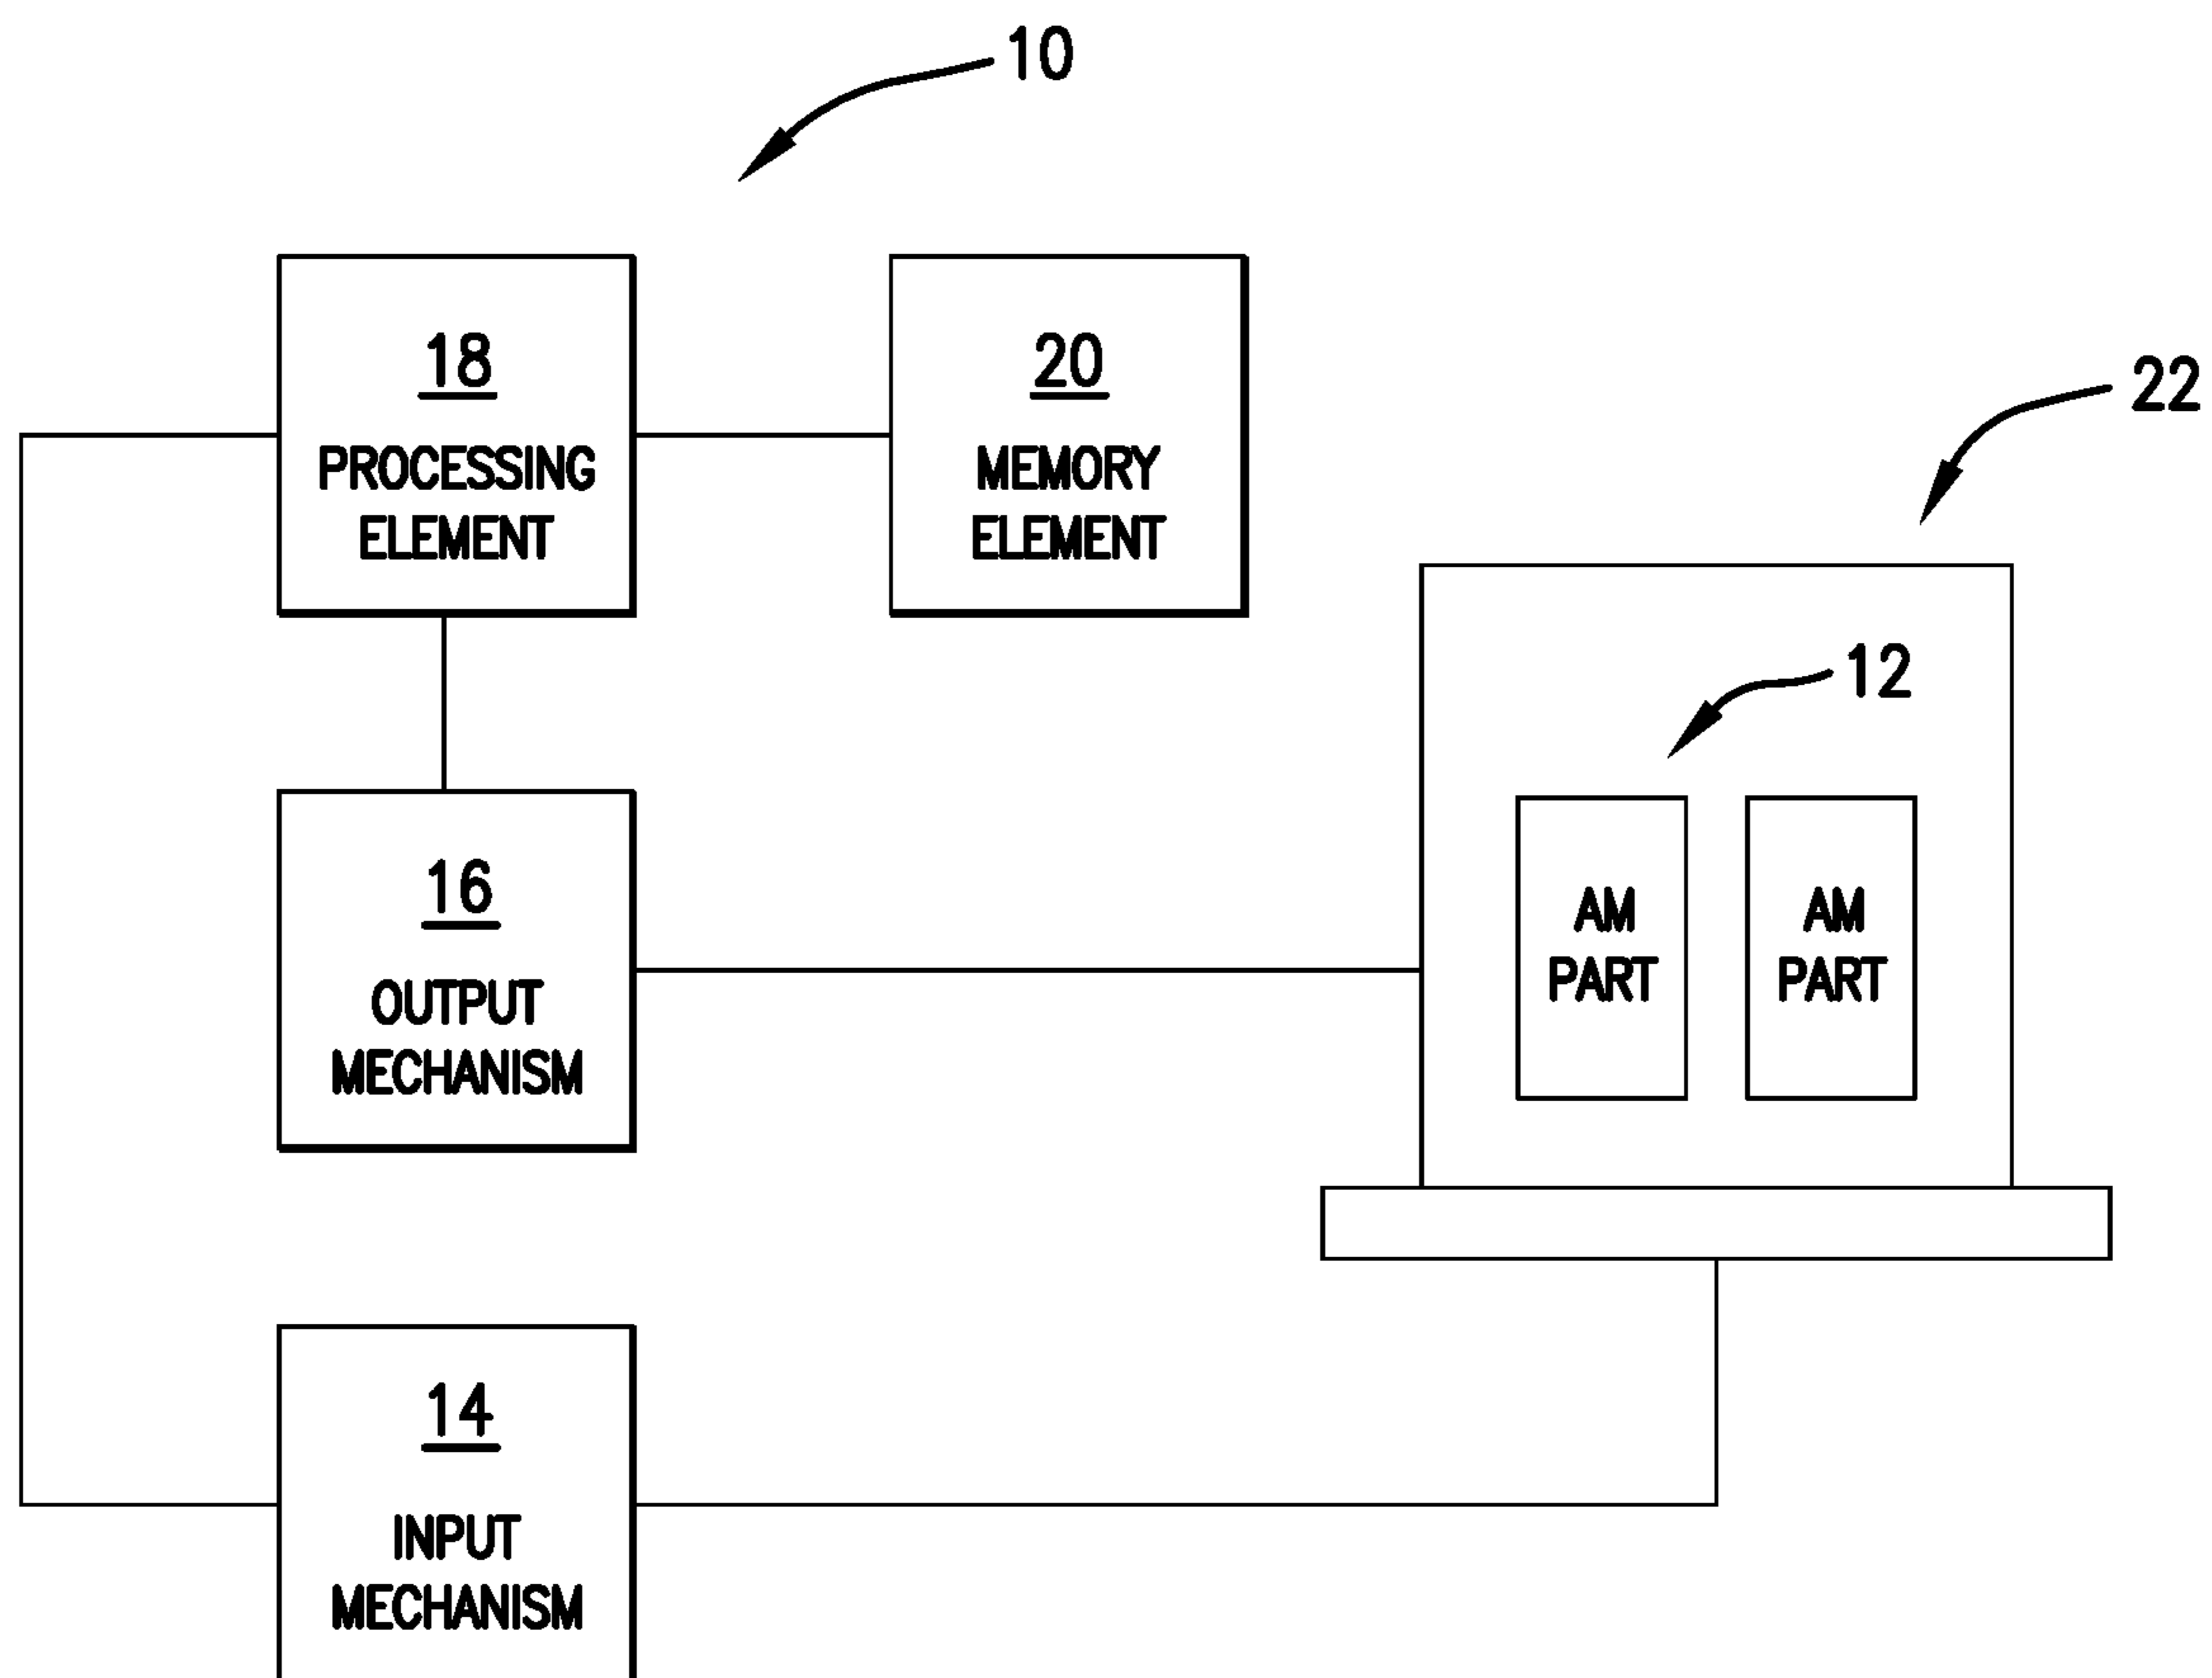 10
18
PROCESSING
ELEMENT
20
MEMORY
ELEMENT
22
12
16
OUTPUT
MECHANISM
AM
PART
AM
PART
14
INPUT
MECHANISM